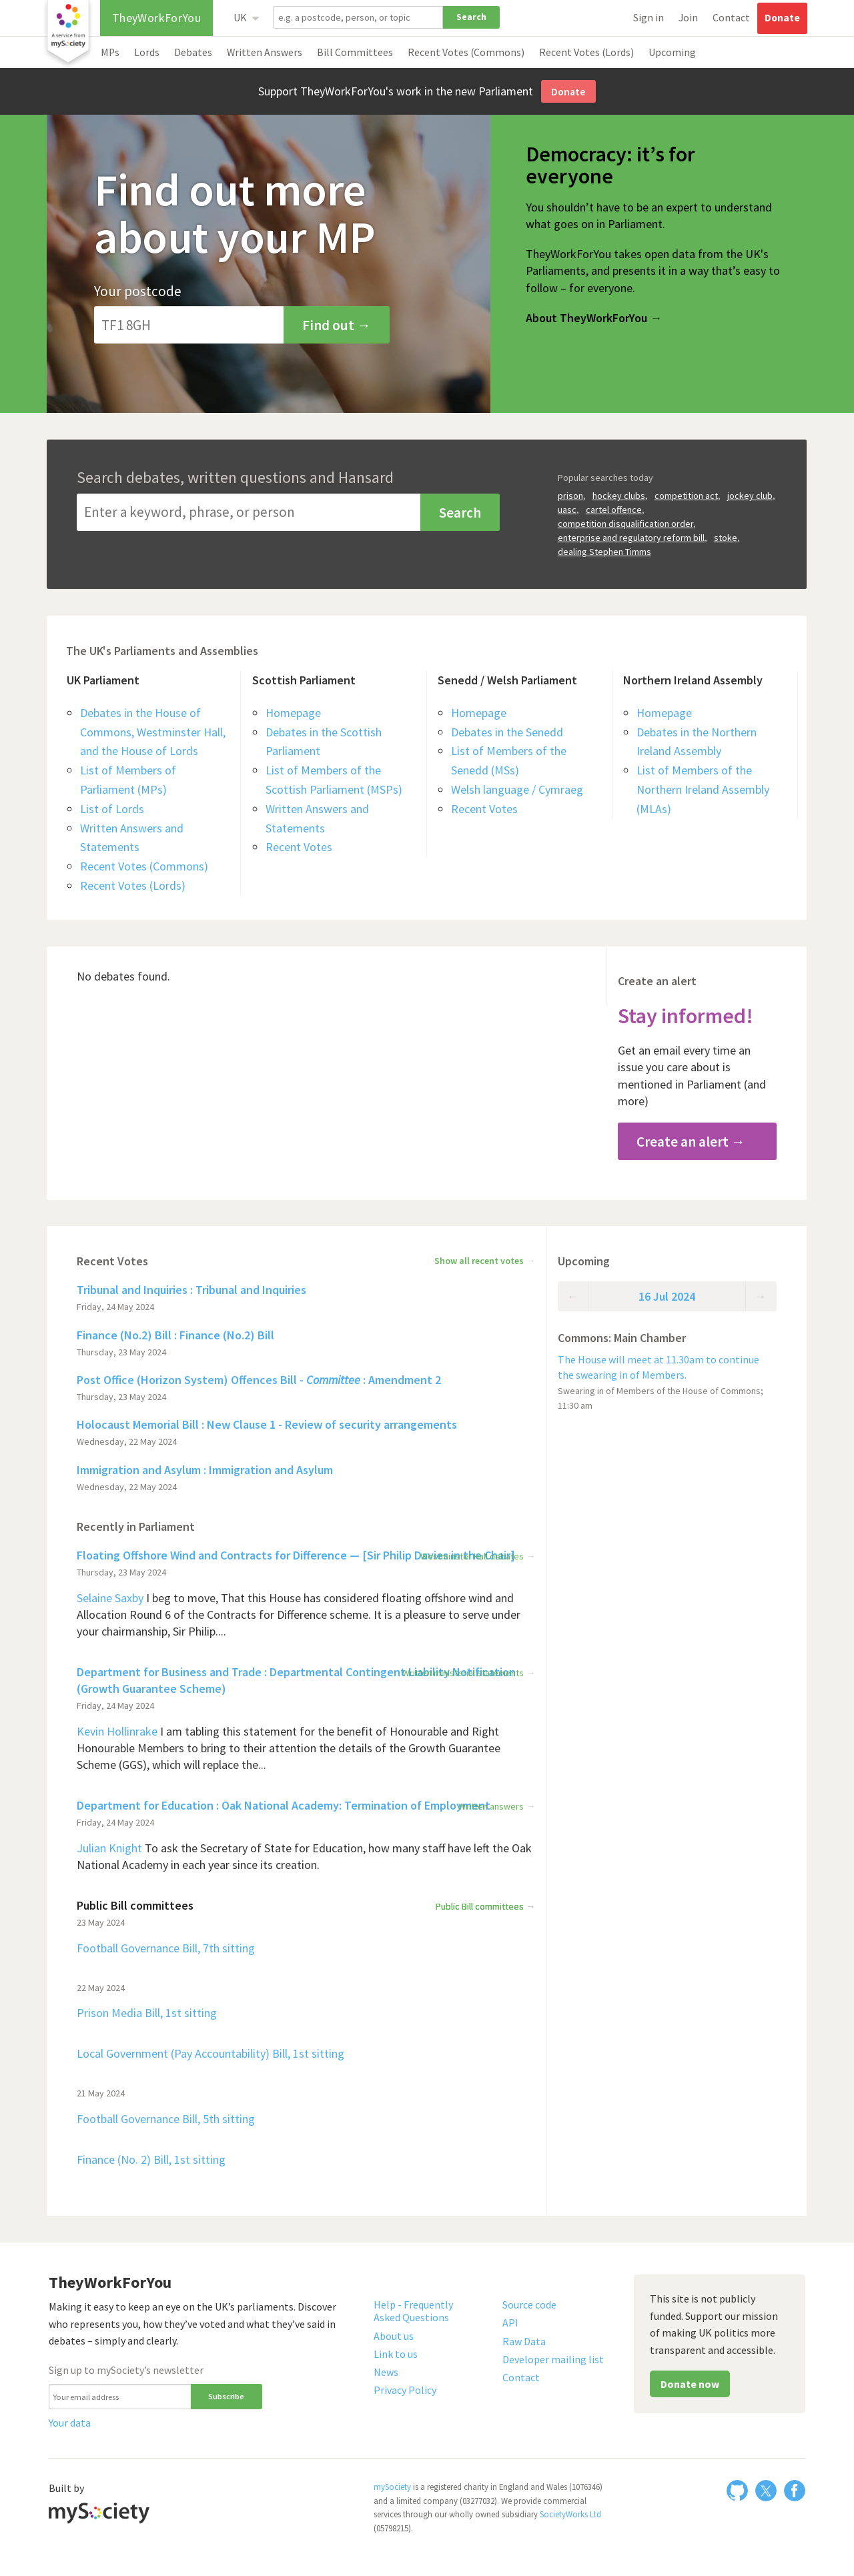 A service from
mySociety
TheyWorkForYou
UK
e.g. a postcode, person, or topic
Search
Sign in
Join
Contact
Donate
MPs
Lords
Debates
Written Answers
Bill Committees
Recent Votes (Commons)
Recent Votes (Lords)
Upcoming
Support TheyWorkForYou's work in the new Parliament
Donate
Find out more
about your MP
Your postcode
TF1 8GH
Find out →
Democracy: it’s for
everyone
You shouldn’t have to be an expert to understand
what goes on in Parliament.
TheyWorkForYou takes open data from the UK's
Parliaments, and presents it in a way that’s easy to
follow – for everyone.
About TheyWorkForYou →
Search debates, written questions and Hansard
Enter a keyword, phrase, or person
Search
Popular searches today
prison, hockey clubs, competition act, jockey club,
uasc, cartel offence,
competition disqualification order,
enterprise and regulatory reform bill, stoke,
dealing Stephen Timms
The UK's Parliaments and Assemblies
UK Parliament
Debates in the House of
Commons, Westminster Hall,
and the House of Lords
List of Members of
Parliament (MPs)
List of Lords
Written Answers and
Statements
Recent Votes (Commons)
Recent Votes (Lords)
Scottish Parliament
Homepage
Debates in the Scottish
Parliament
List of Members of the
Scottish Parliament (MSPs)
Written Answers and
Statements
Recent Votes
Senedd / Welsh Parliament
Homepage
Debates in the Senedd
List of Members of the
Senedd (MSs)
Welsh language / Cymraeg
Recent Votes
Northern Ireland Assembly
Homepage
Debates in the Northern
Ireland Assembly
List of Members of the
Northern Ireland Assembly
(MLAs)
No debates found.
Create an alert
Stay informed!
Get an email every time an
issue you care about is
mentioned in Parliament (and
more)
Create an alert →
Recent Votes
Show all recent votes →
Tribunal and Inquiries : Tribunal and Inquiries
Friday, 24 May 2024
Finance (No.2) Bill : Finance (No.2) Bill
Thursday, 23 May 2024
Post Office (Horizon System) Offences Bill - Committee : Amendment 2
Thursday, 23 May 2024
Holocaust Memorial Bill : New Clause 1 - Review of security arrangements
Wednesday, 22 May 2024
Immigration and Asylum : Immigration and Asylum
Wednesday, 22 May 2024
Recently in Parliament
Floating Offshore Wind and Contracts for Difference — [Sir Philip Davies in the Chair]
Thursday, 23 May 2024
Selaine Saxby I beg to move, That this House has considered floating offshore wind and
Allocation Round 6 of the Contracts for Difference scheme. It is a pleasure to serve under
your chairmanship, Sir Philip....
Department for Business and Trade : Departmental Contingent Liability Notification
(Growth Guarantee Scheme)
Friday, 24 May 2024
Kevin Hollinrake I am tabling this statement for the benefit of Honourable and Right
Honourable Members to bring to their attention the details of the Growth Guarantee
Scheme (GGS), which will replace the...
Department for Education : Oak National Academy: Termination of Employment
answers →
Friday, 24 May 2024
Julian Knight To ask the Secretary of State for Education, how many staff have left the Oak
National Academy in each year since its creation.
Public Bill committees
Public Bill committees →
23 May 2024
Football Governance Bill, 7th sitting
22 May 2024
Prison Media Bill, 1st sitting
Local Government (Pay Accountability) Bill, 1st sitting
21 May 2024
Football Governance Bill, 5th sitting
Finance (No. 2) Bill, 1st sitting
Upcoming
← 16 Jul 2024 →
Commons: Main Chamber
The House will meet at 11.30am to continue
the swearing in of Members.
Swearing in of Members of the House of Commons;
11:30 am
TheyWorkForYou
Making it easy to keep an eye on the UK’s parliaments. Discover
who represents you, how they’ve voted and what they’ve said in
debates – simply and clearly.
Sign up to mySociety’s newsletter
Your email address
Subscribe
Your data
Help - Frequently
Asked Questions
About us
Link to us
News
Privacy Policy
Source code
API
Raw Data
Developer mailing list
Contact
This site is not publicly
funded. Support our mission
of making UK politics more
transparent and accessible.
Donate now
Built by
mySociety
mySociety is a registered charity in England and Wales (1076346)
and a limited company (03277032). We provide commercial
services through our wholly owned subsidiary SocietyWorks Ltd
(05798215).